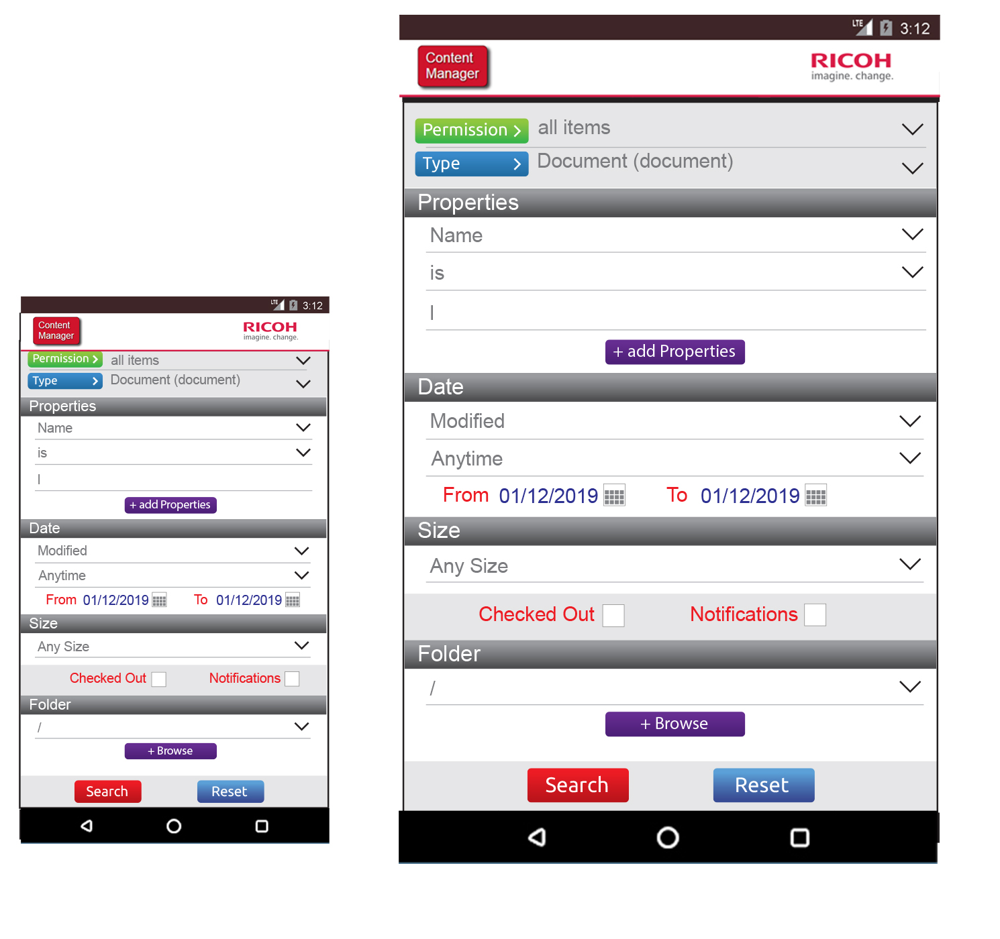 LTE 3:12
Content
Manager
RICOH
imagine. change.
Permission all items
Type Document (document)
Properties
Name
is
+ add Properties
Date
Modified
Anytime
From 01/12/2019 To 01/12/2019
Size
Any Size
Checked Out Notifications
Folder
/
+ Browse
Search Reset
LTE 3:12
Content
Manager
RICOH
imagine. change.
Permission all items
Type Document (document)
Properties
Name
is
+ add Properties
Date
Modified
Anytime
From 01/12/2019 To 01/12/2019
Size
Any Size
Checked Out Notifications
Folder
/
+ Browse
Search Reset